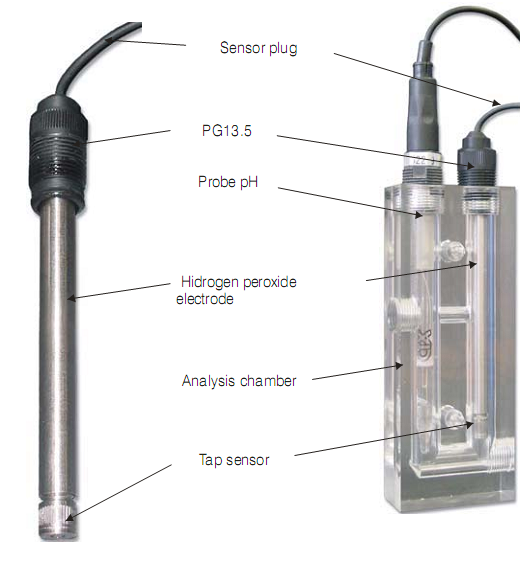 Sensor plug
PG13.5
Probe pH
Hidrogen peroxide
electrode
Analysis chamber
Tap sensor